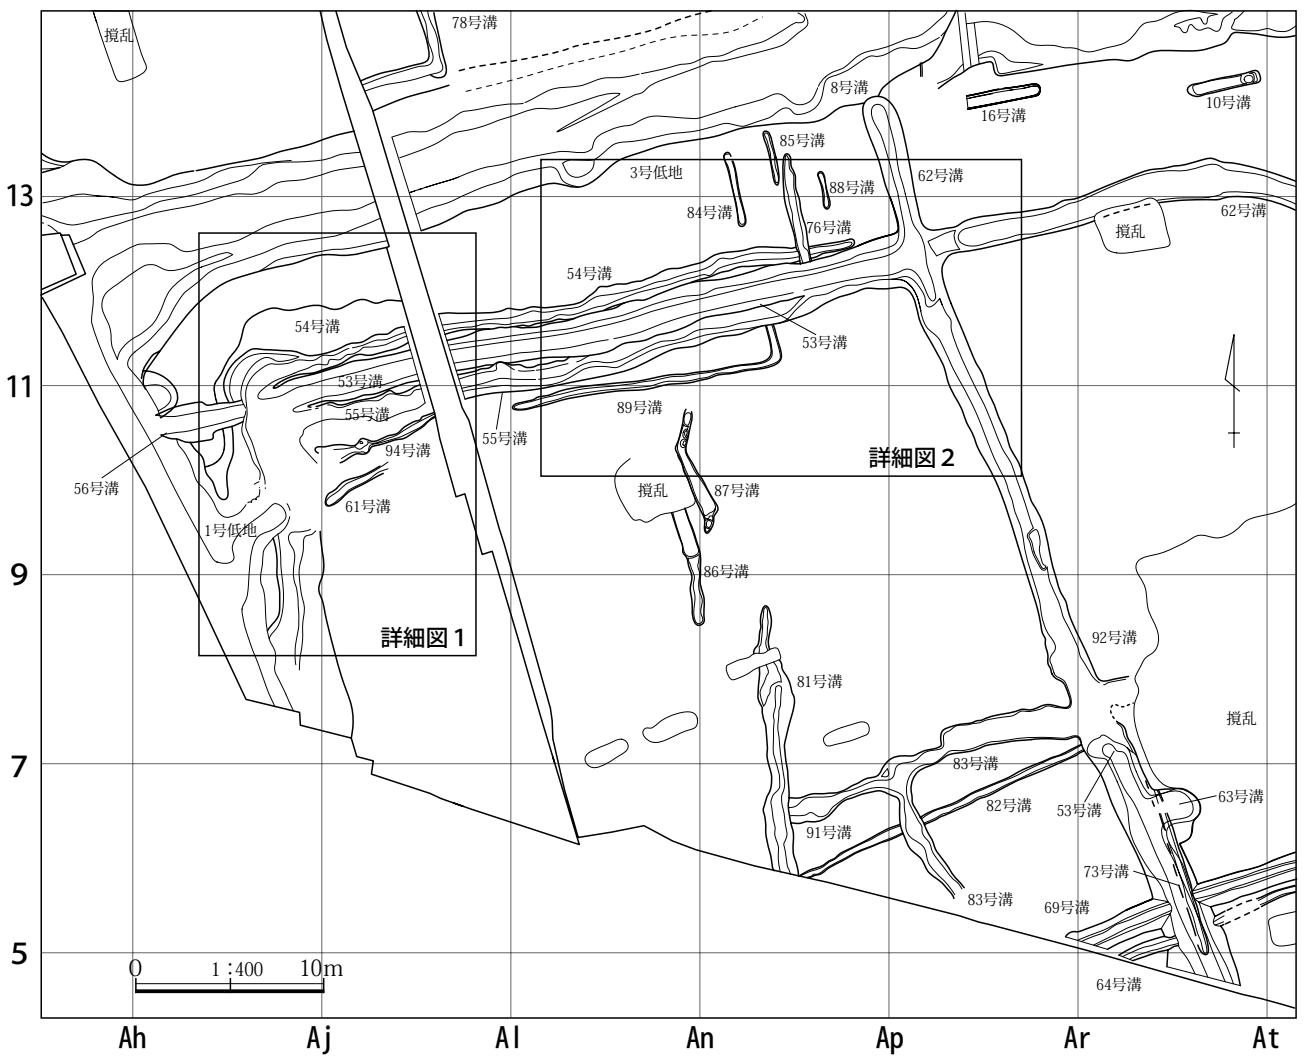 撹乱
78号溝
8号溝
16号溝
10号溝
85号溝
3号低地
88号溝
62号溝
13
84号溝
76号溝
62号溝
撹乱
54号溝
54号溝
53号溝
53号溝
11
55号溝
89号溝
94号溝
55号溝
詳細図2
56号溝
61号溝
撹乱
87号溝
1号低地
9
86号溝
詳細図1
92号溝
81号溝
撹乱
7
83号溝
82号溝
53号溝
63号溝
91号溝
73号溝
83号溝
69号溝
5
0 1:400 10m
64号溝
Ah Aj Al An Ap Ar At